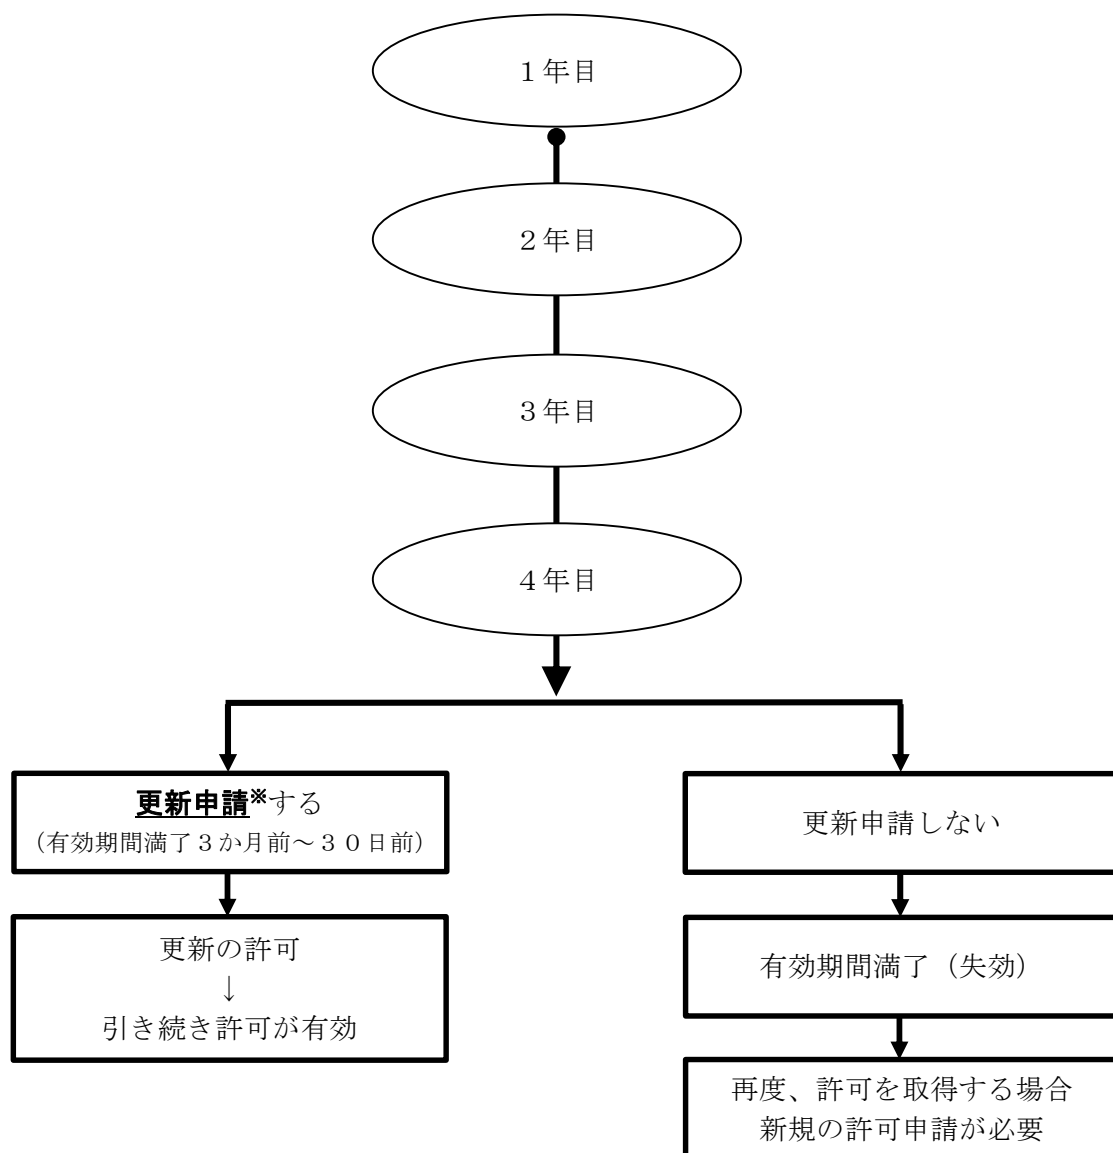 １年目
２年目
３年目
４年目
更新申請※する
（有効期間満了３か月前～３０日前）
更新の許可
↓
引き続き許可が有効
更新申請しない
有効期間満了（失効）
再度、許可を取得する場合
新規の許可申請が必要